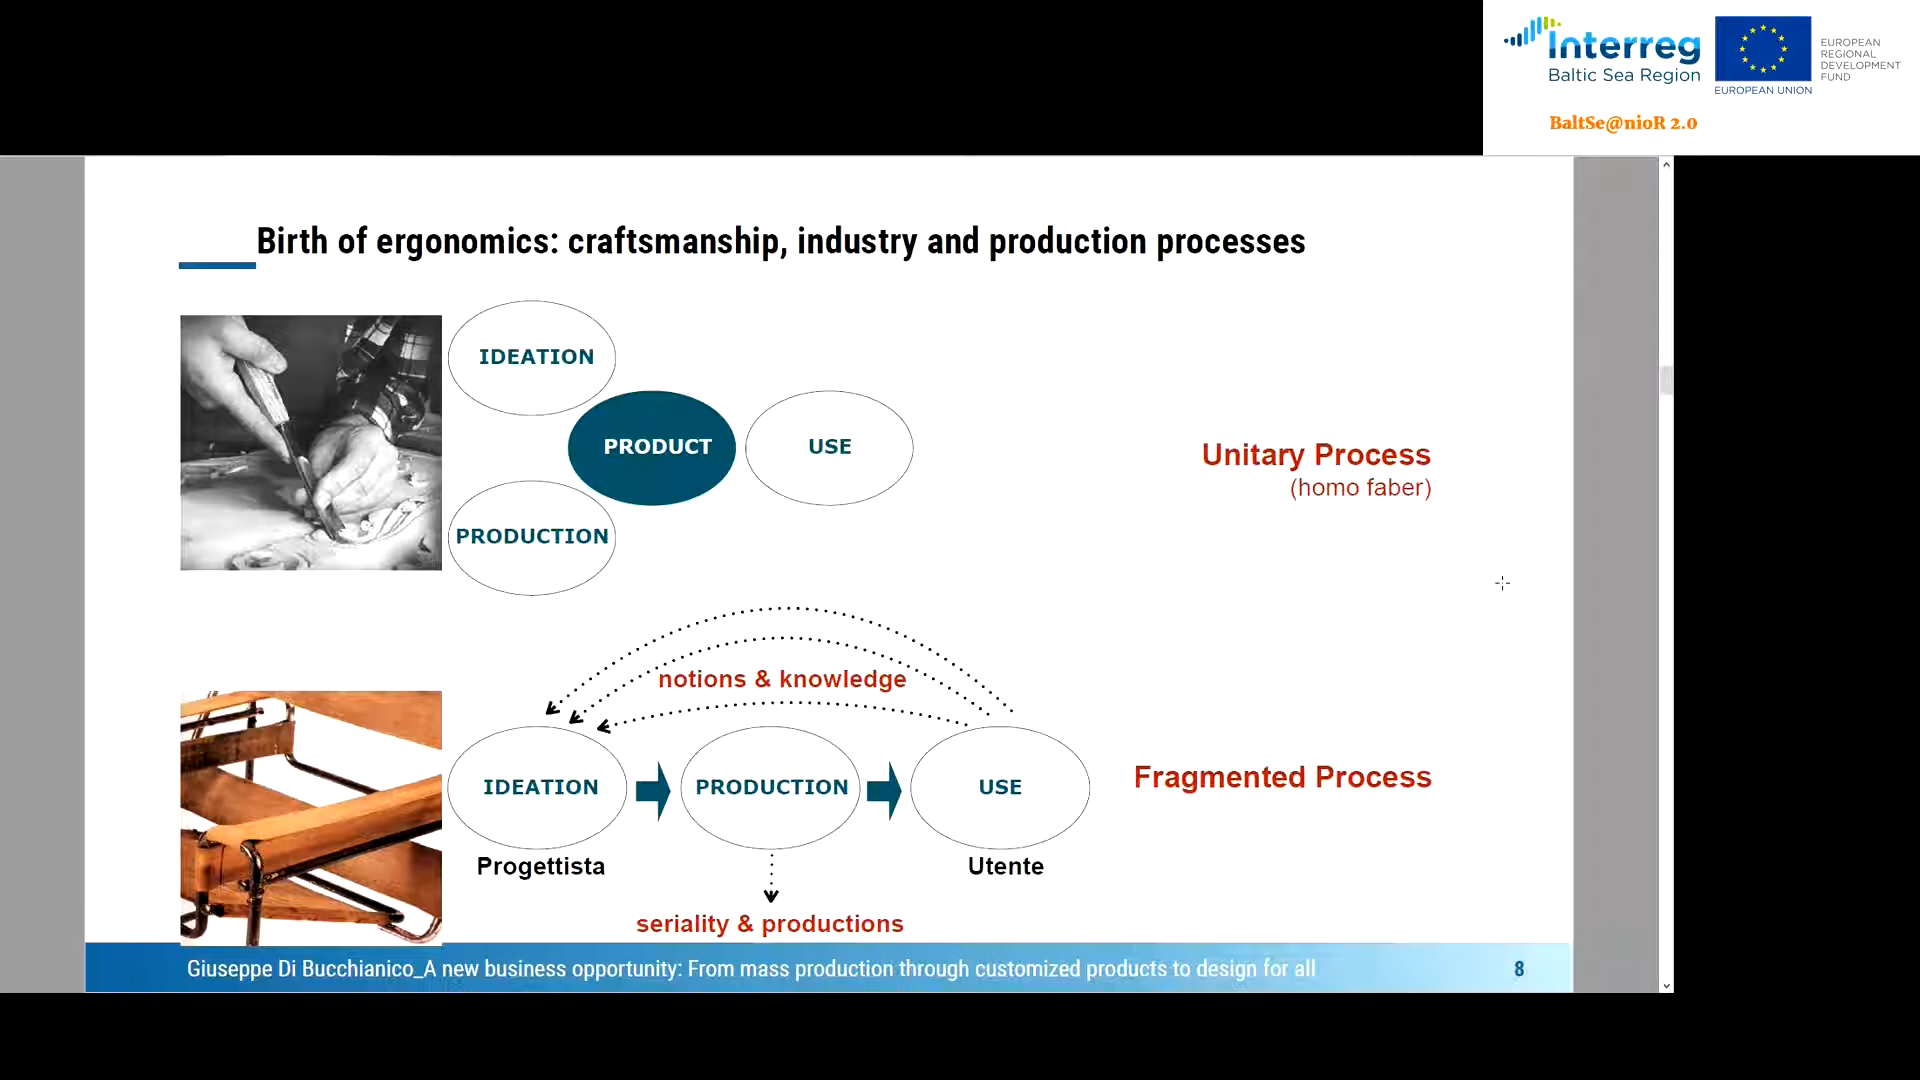 Interreg
Baltic Sea Region
EUROPEAN UNION
EUROPEAN
REGIONAL
DEVELOPMENT
FUND
BaltSe@nioR 2.0
Birth of ergonomics: craftsmanship, industry and production processes
IDEATION
PRODUCT
USE
PRODUCTION
Unitary Process
(homo faber)
notions & knowledge
IDEATION
PRODUCTION
USE
Fragmented Process
Progettista
Utente
seriality & productions
Giuseppe Di Bucchianico_A new business opportunity: From mass production through customized products to design for all
8